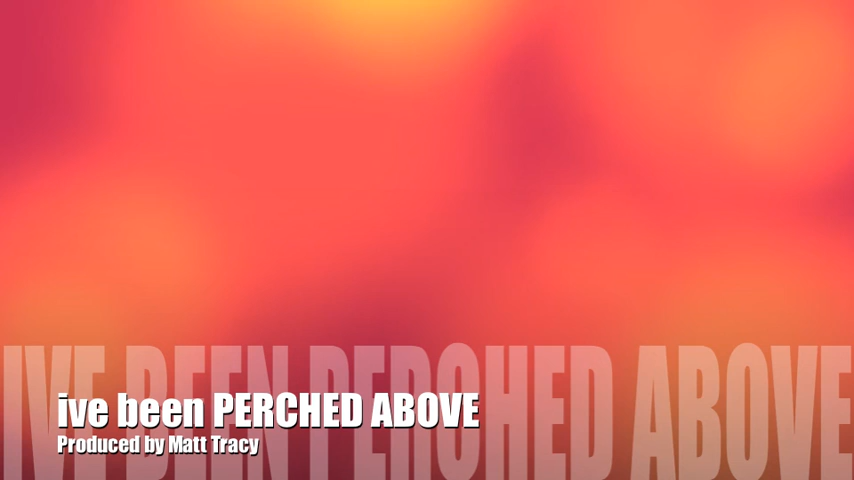 IVE BEEN PERCHED ABOVE
ive been PERCHED ABOVE
Produced by Matt Tracy